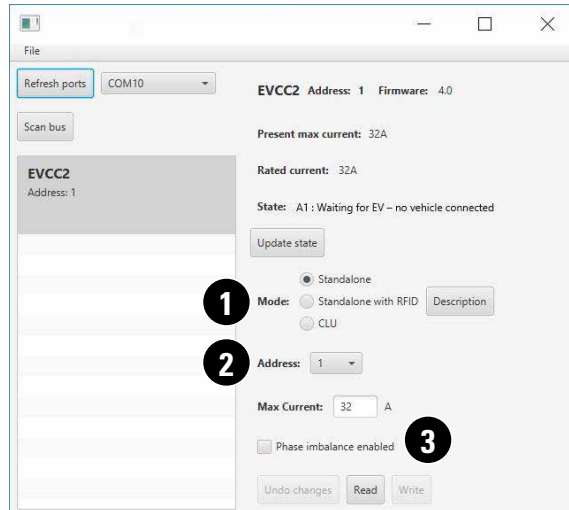 File
Refresh ports COM10
Scan bus
EVCC2
Address: 1
EVCC2 Address: 1 Firmware: 4.0
Present max current: 32A
Rated current: 32A
State: A1 : Waiting for EV – no vehicle connected
Update state
1 Mode: Standalone
Standalone with RFID
CLU
Description
2 Address: 1
Max Current: 32 A
Phase imbalance enabled 3
Undo changes Read Write